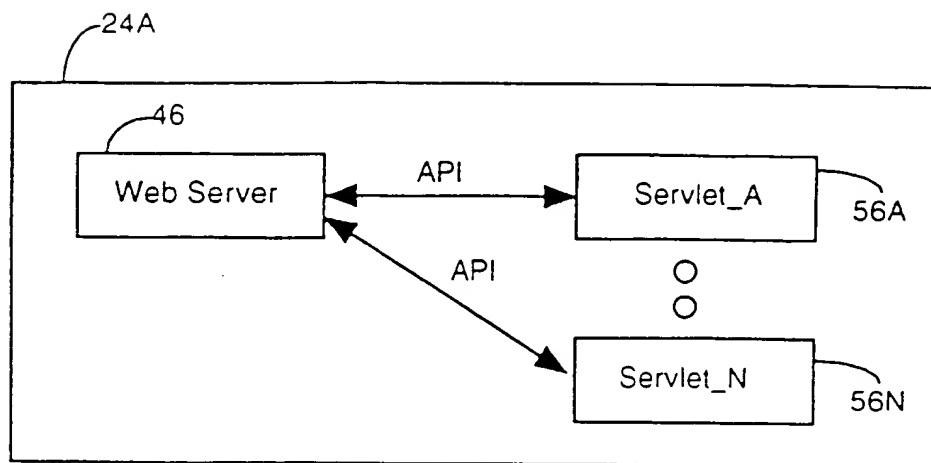 24A
46
Web Server
API
Servlet_A
56A
API
Servlet_N
56N